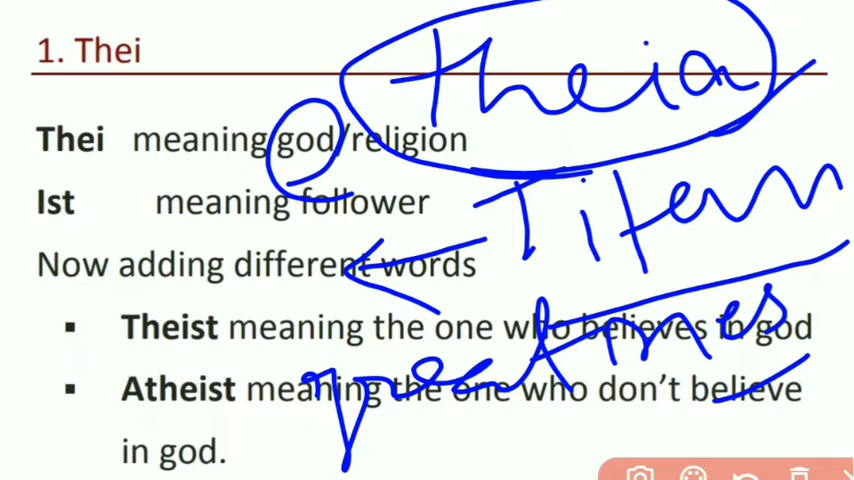 1. Thei
theia
Thei meaning god/religion
Ist meaning follower
Titern
Now adding different words
▪ Theist meaning the one who believes in god
▪ Atheist meaning the one who don't believe
in god.